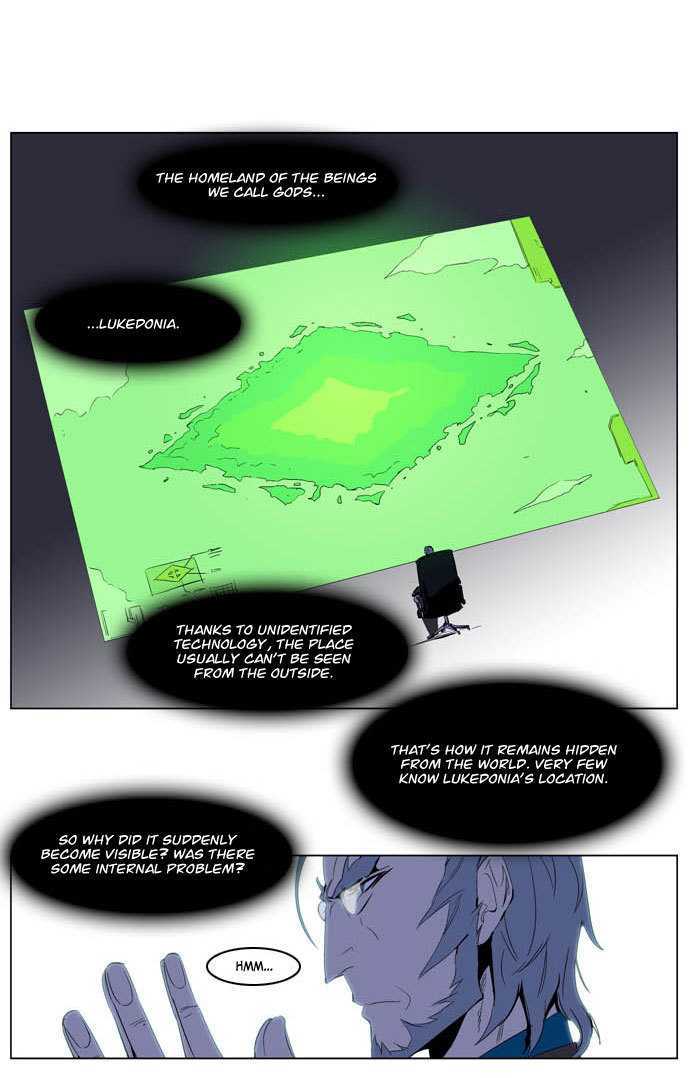 THE HOMELAND OF THE BEINGS
WE CALL GODS...
...LUKEDONIA.
THANKS TO UNIDENTIFIED
TECHNOLOGY, THE PLACE
USUALLY CAN'T BE SEEN
FROM THE OUTSIDE.
THAT'S HOW IT REMAINS HIDDEN
FROM THE WORLD. VERY FEW
KNOW LUKEDONIA'S LOCATION.
SO WHY DID IT SUDDENLY
BECOME VISIBLE? WAS THERE
SOME INTERNAL PROBLEM?
HMM...